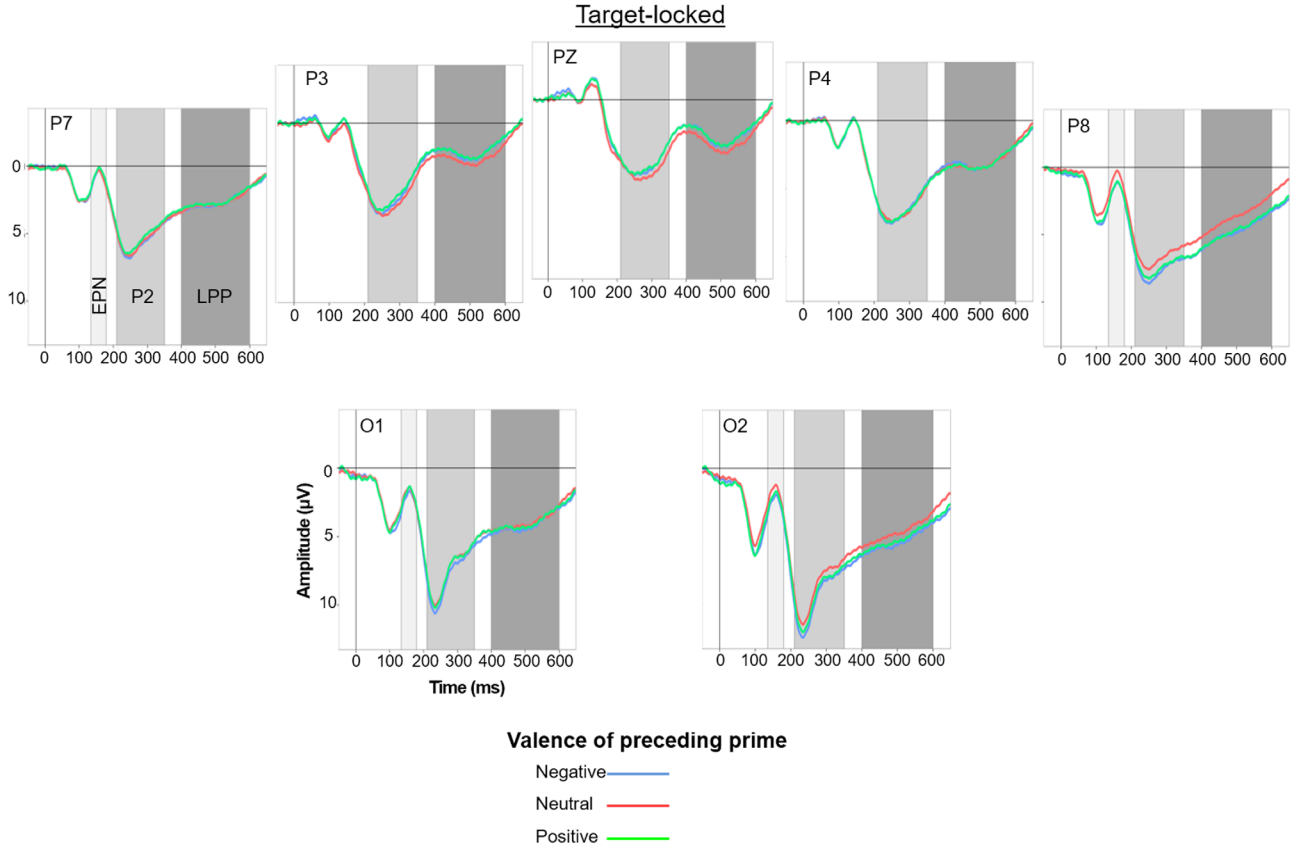 Target-locked
P7
0
5
10
EPN
P2
LPP
0 100 200 300 400 500 600
P3
0 100 200 300 400 500 600
PZ
0 100 200 300 400 500 600
P4
0 100 200 300 400 500 600
P8
0 100 200 300 400 500 600
O1
Amplitude (µV)
0
5
10
0 100 200 300 400 500 600
Time (ms)
O2
0 100 200 300 400 500 600
Valence of preceding prime
Negative
Neutral
Positive